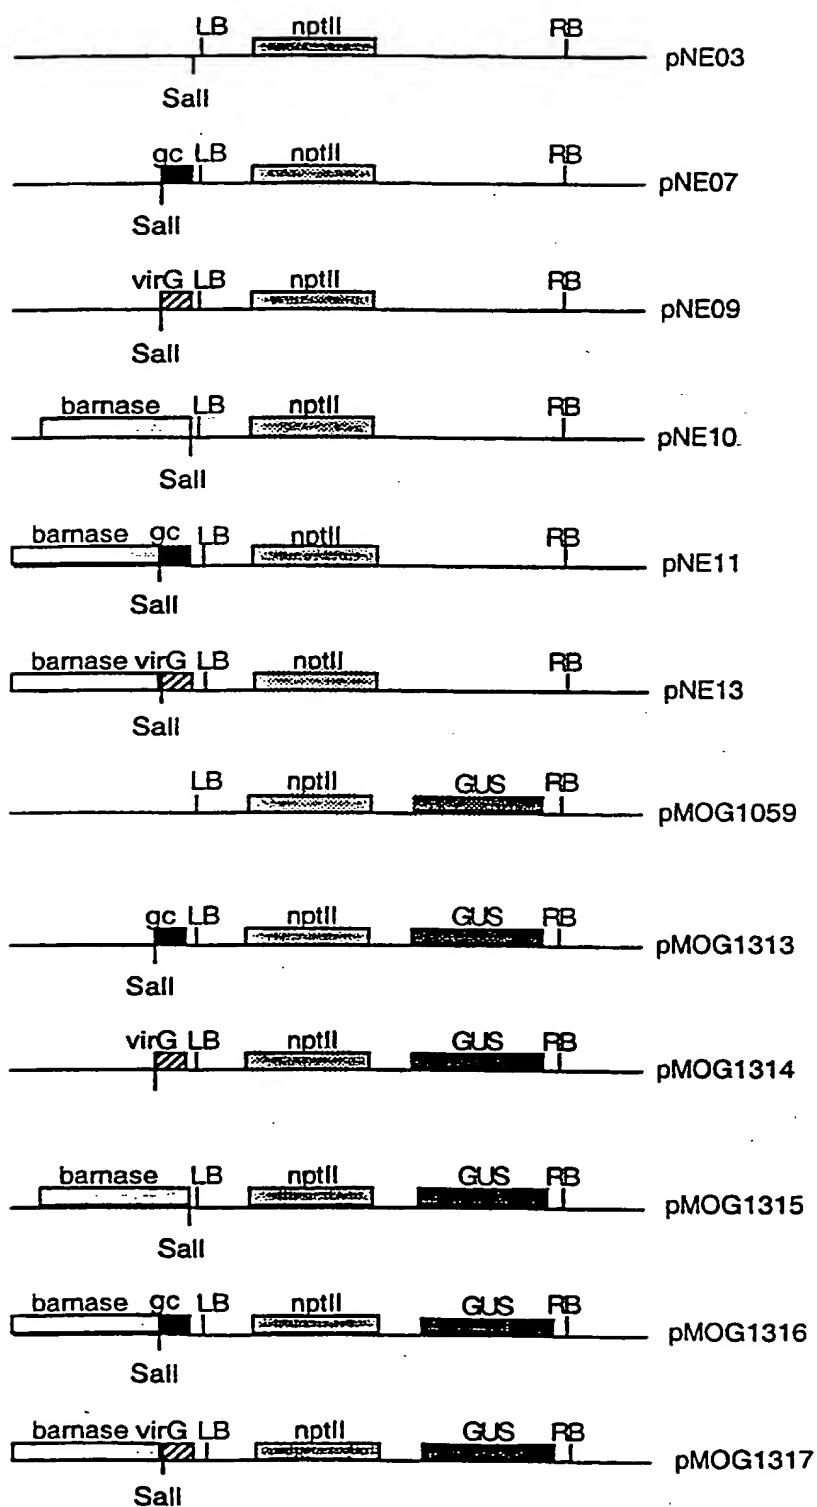 LB nptII RB
pNE03
SalI
gc LB nptII RB
pNE07
SalI
virG LB nptII RB
pNE09
SalI
barnase LB nptII RB
pNE10
SalI
barnase gc LB nptII RB
pNE11
SalI
barnase virG LB nptII RB
pNE13
SalI
LB nptII GUS RB
pMOG1059
gc LB nptII GUS RB
pMOG1313
SalI
virG LB nptII GUS RB
pMOG1314
barnase LB nptII GUS RB
pMOG1315
SalI
barnase gc LB nptII GUS RB
pMOG1316
SalI
barnase virG LB nptII GUS RB
pMOG1317
SalI